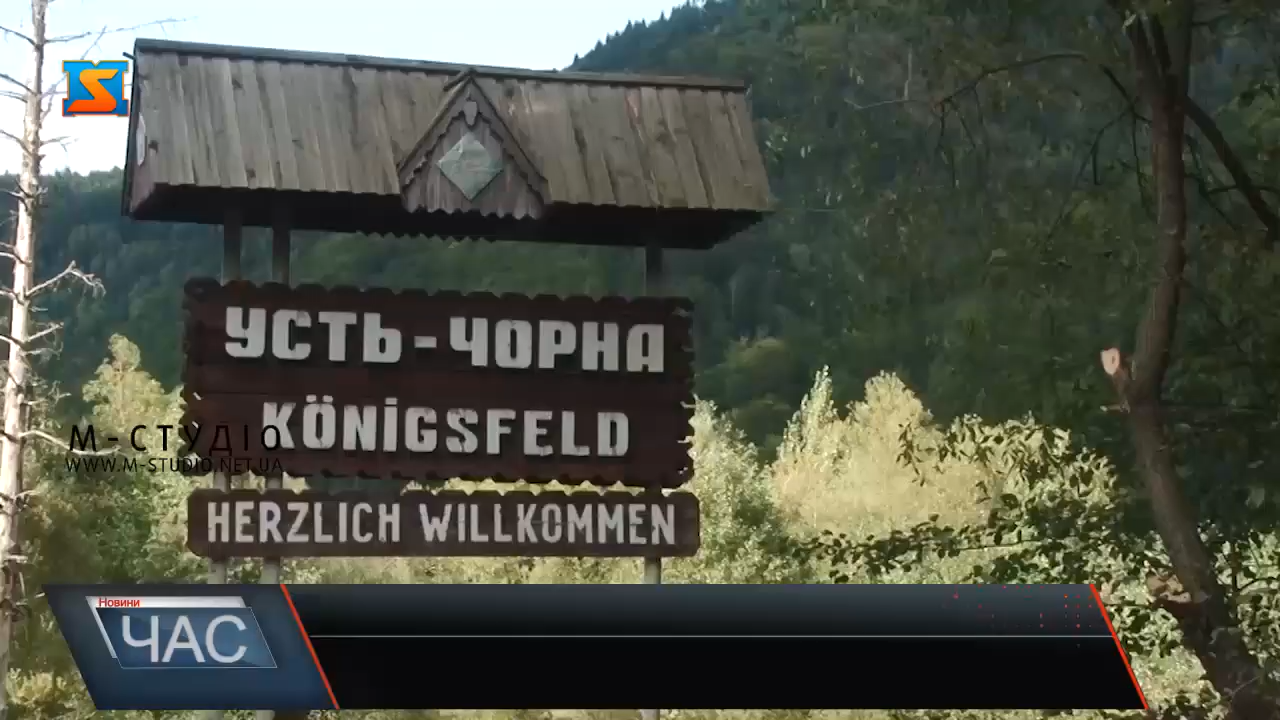 УСТЬ-ЧОРНА
KÖNiGSFELD
М-СТУДІО
WWW.M-STUDIO.NET.UA
HERZLICH WILLKOMMEN
Новини
ЧАС